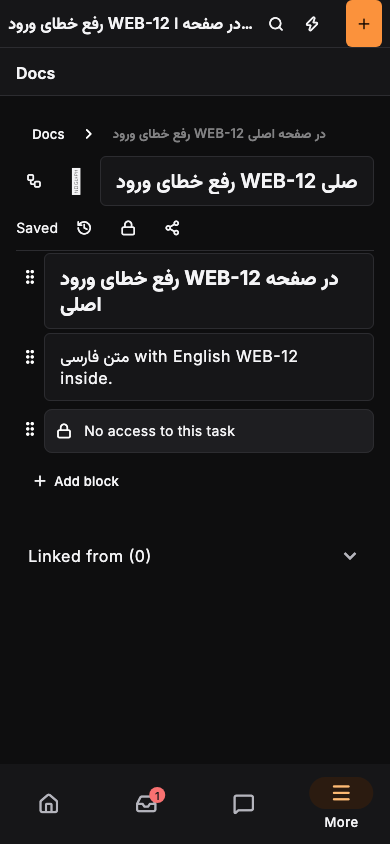 رفع خطای ورود WEB-12 در صفحه ا...
Docs
Docs
رفع خطای ورود WEB-12 در صفحه اصلی
رفع خطای ورود WEB-12 صلی
Saved
رفع خطای ورود WEB-12 در صفحه
اصلی
متن فارسی with English WEB-12
inside.
No access to this task
Add block
Linked from (0)
1
More